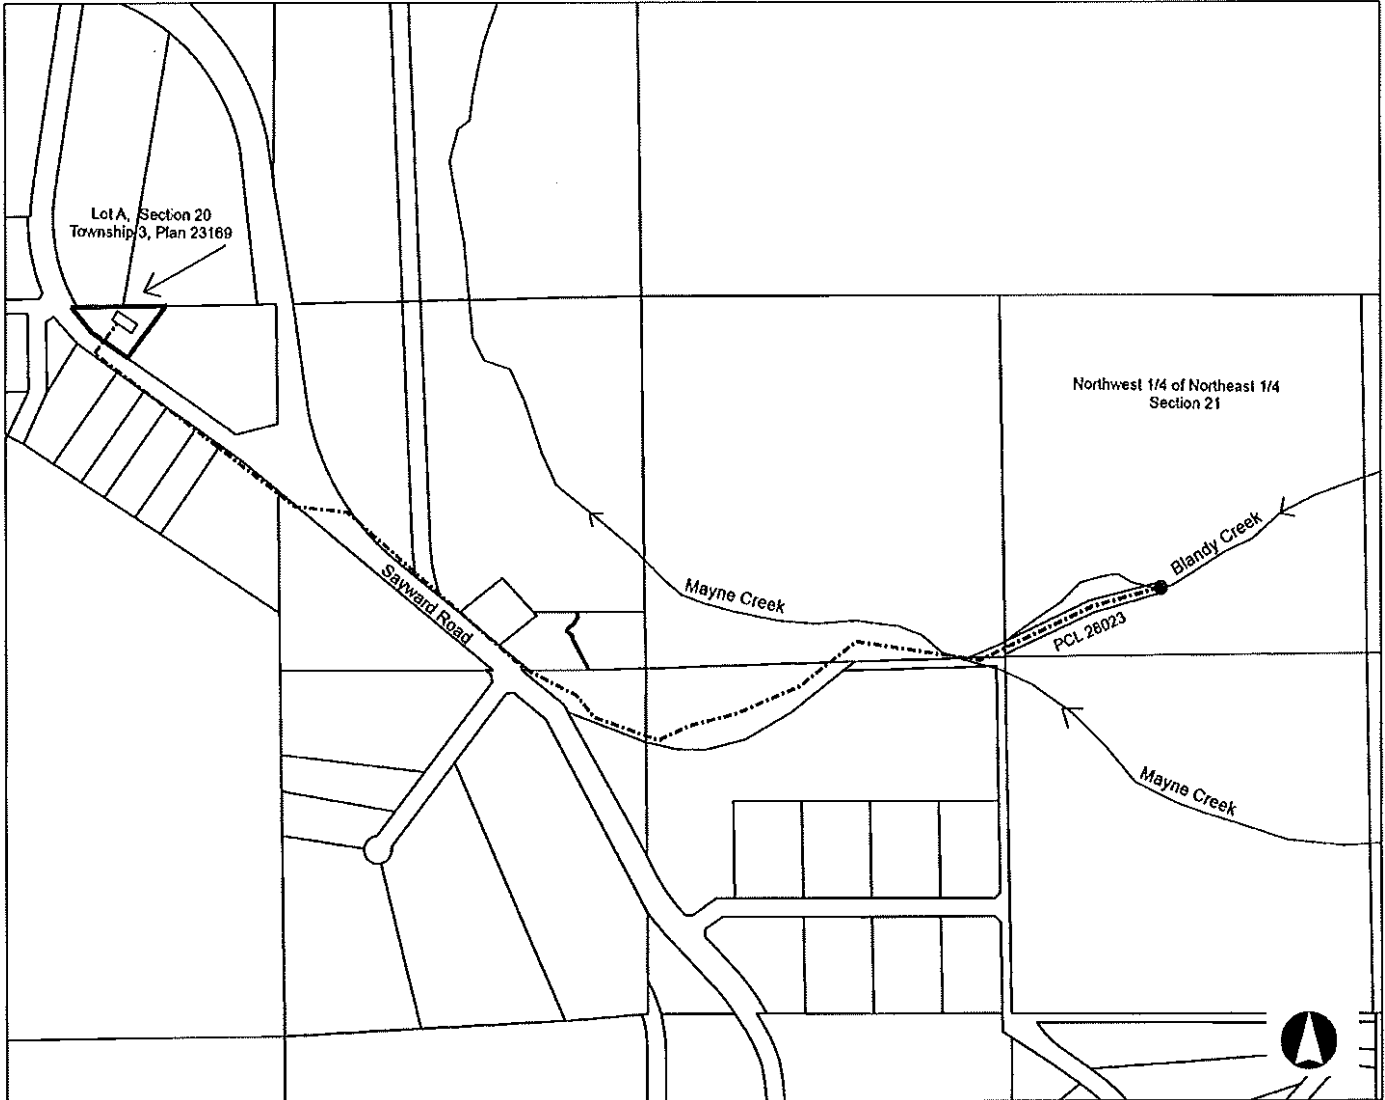 Lot A, Section 20
Township 3, Plan 23169
Northwest 1/4 of Northeast 1/4
Section 21
Blandy Creek
Sayward Road
Mayne Creek
PCL 28023
Mayne Creek